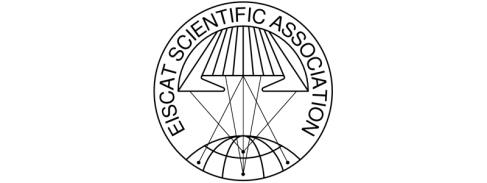 EISCAT SCIENTIFIC ASSOCIATION